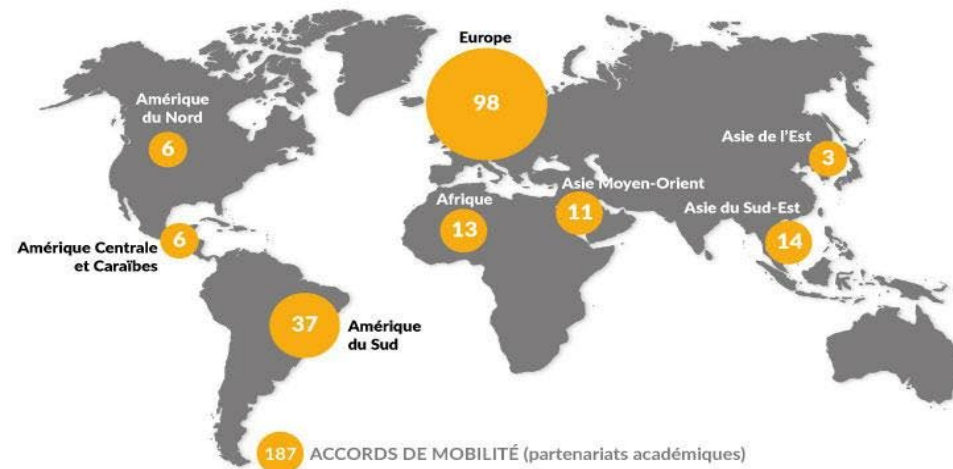 Europe
98
Amérique
du Nord
6
Asie de l'Est
3
Asie Moyen-Orient
11
Afrique
13
Asie du Sud-Est
14
6
Amérique Centrale
et Caraïbes
37
Amérique
du Sud
187 ACCORDS DE MOBILITÉ (partenariats académiques)